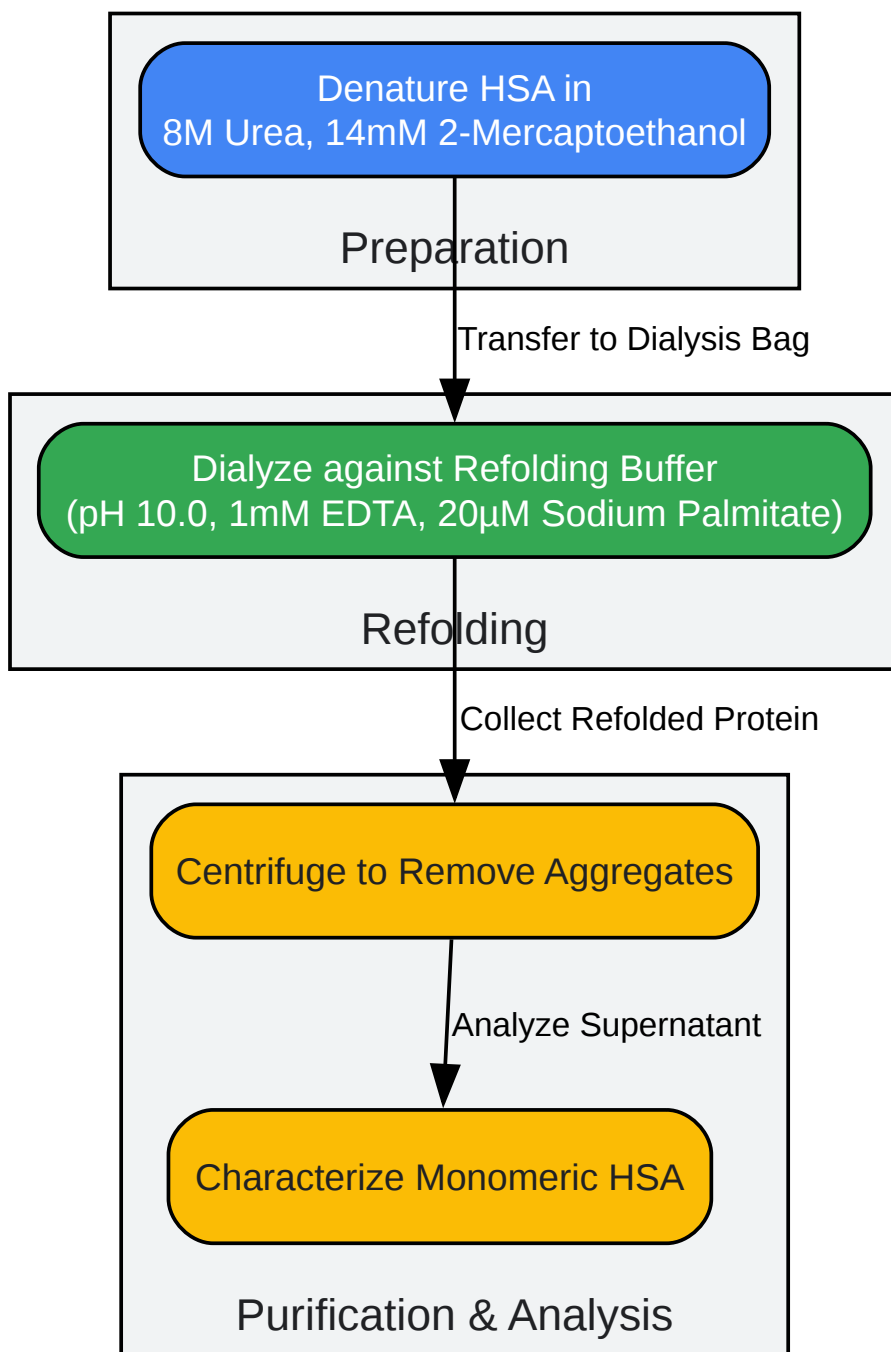 Denature HSA in
8M Urea, 14mM 2-Mercaptoethanol
Preparation
Transfer to Dialysis Bag
Dialyze against Refolding Buffer
(pH 10.0, 1mM EDTA, 20µM Sodium Palmitate)
Refolding
Collect Refolded Protein
Centrifuge to Remove Aggregates
Analyze Supernatant
Characterize Monomeric HSA
Purification & Analysis